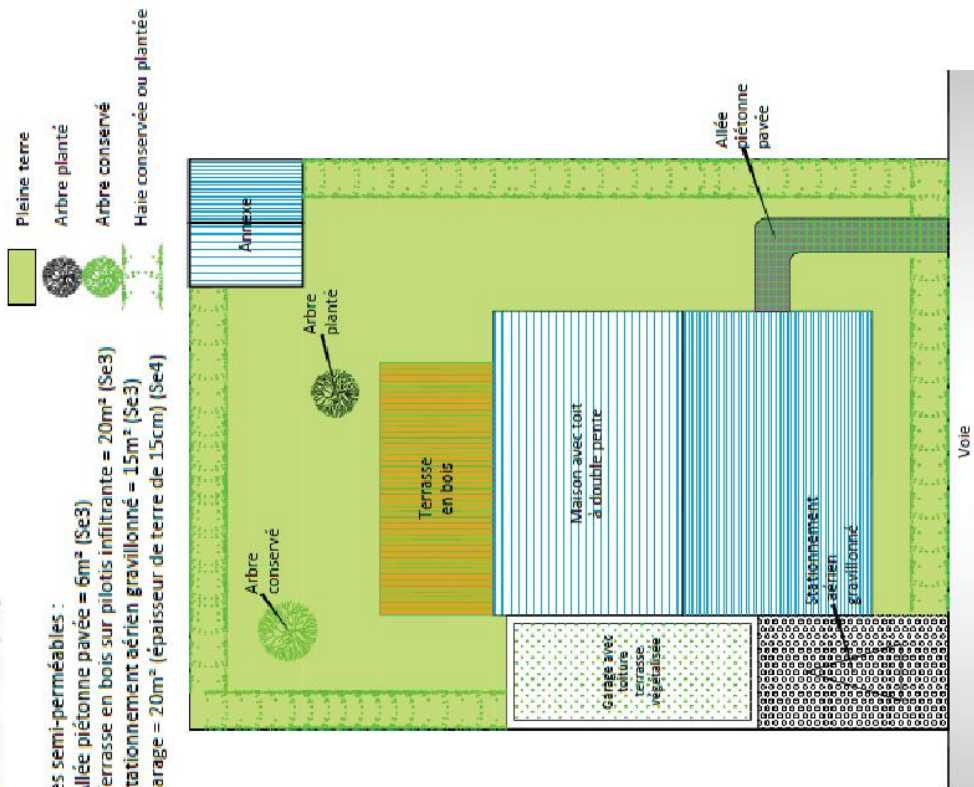 Pleine terre
Arbre planté
Arbre conservé
Haie conservée ou plantée
es semi-perméables :
llée piétonne pavée = 6m² (Se3)
errasse en bois sur pilotis infiltrante = 20m² (Se3)
tationnement aérien gravillonné = 15m² (Se3)
arage = 20m² (épaisseur de terre de 15cm) (Se4)
Annexe
Arbre
planté
Arbre
conservé
Terrasse
en bois
Allée
piétonne
pavée
Maison avec toit
à double pente
Garage avec
toiture
terrasse
végétalisée
Stationnement
aérien
gravillonné
Voie